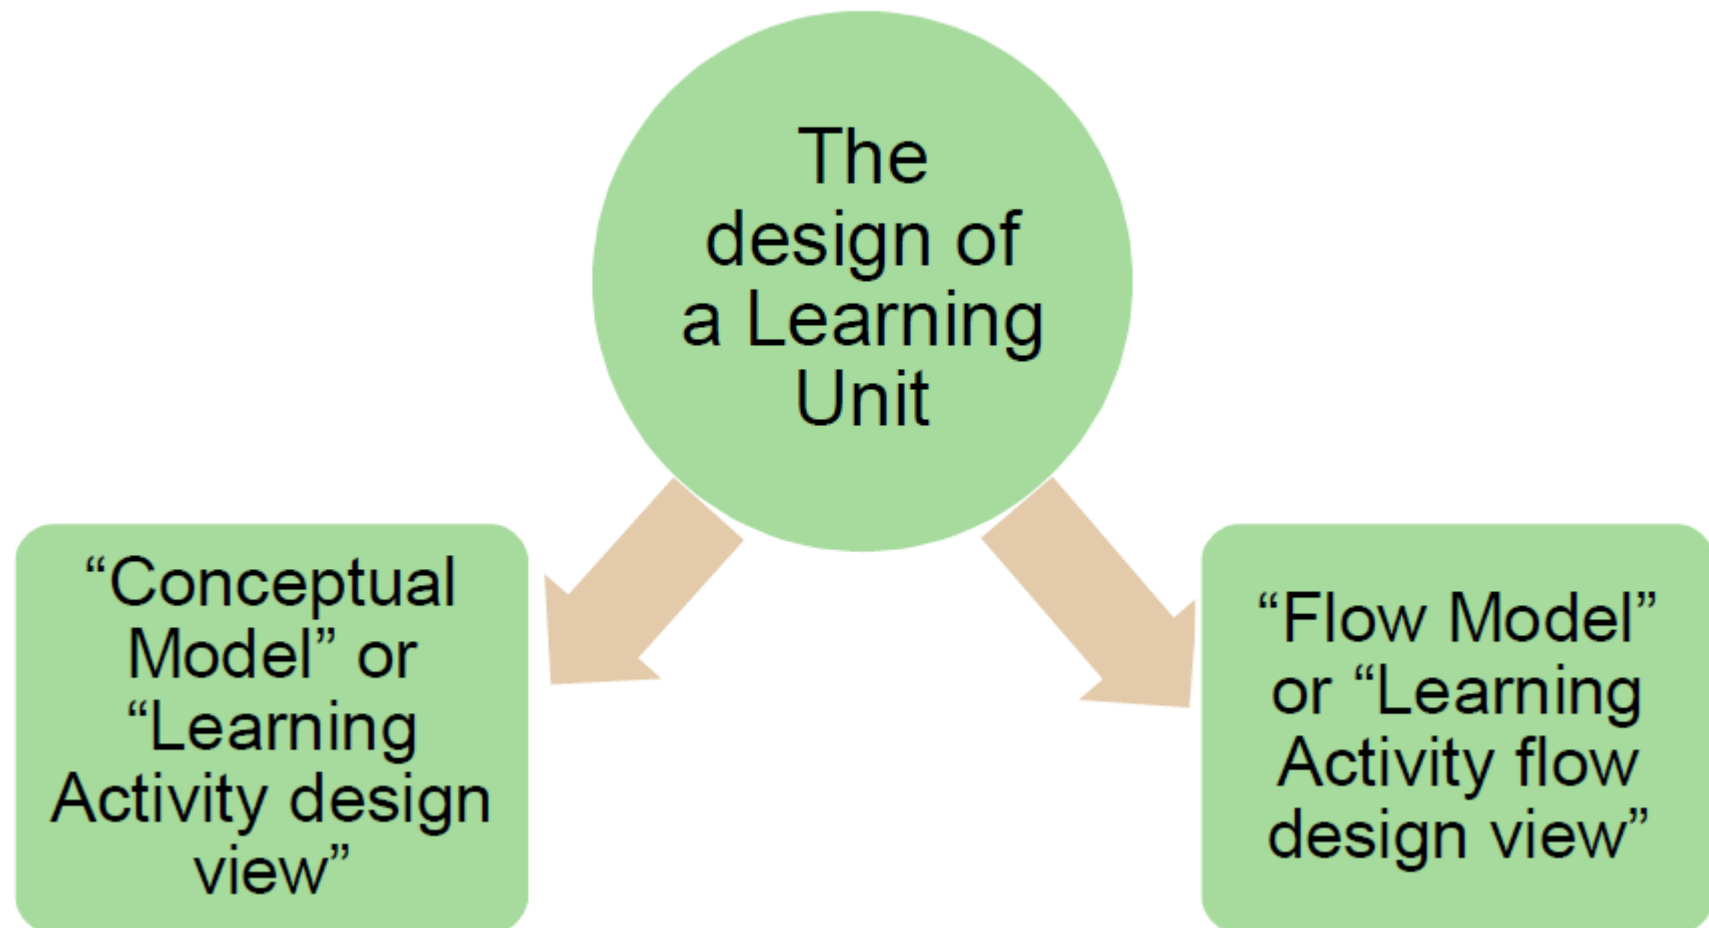 The
design of
a Learning
Unit
“Conceptual
Model” or
“Learning
Activity design
view”
“Flow Model”
or “Learning
Activity flow
design view”